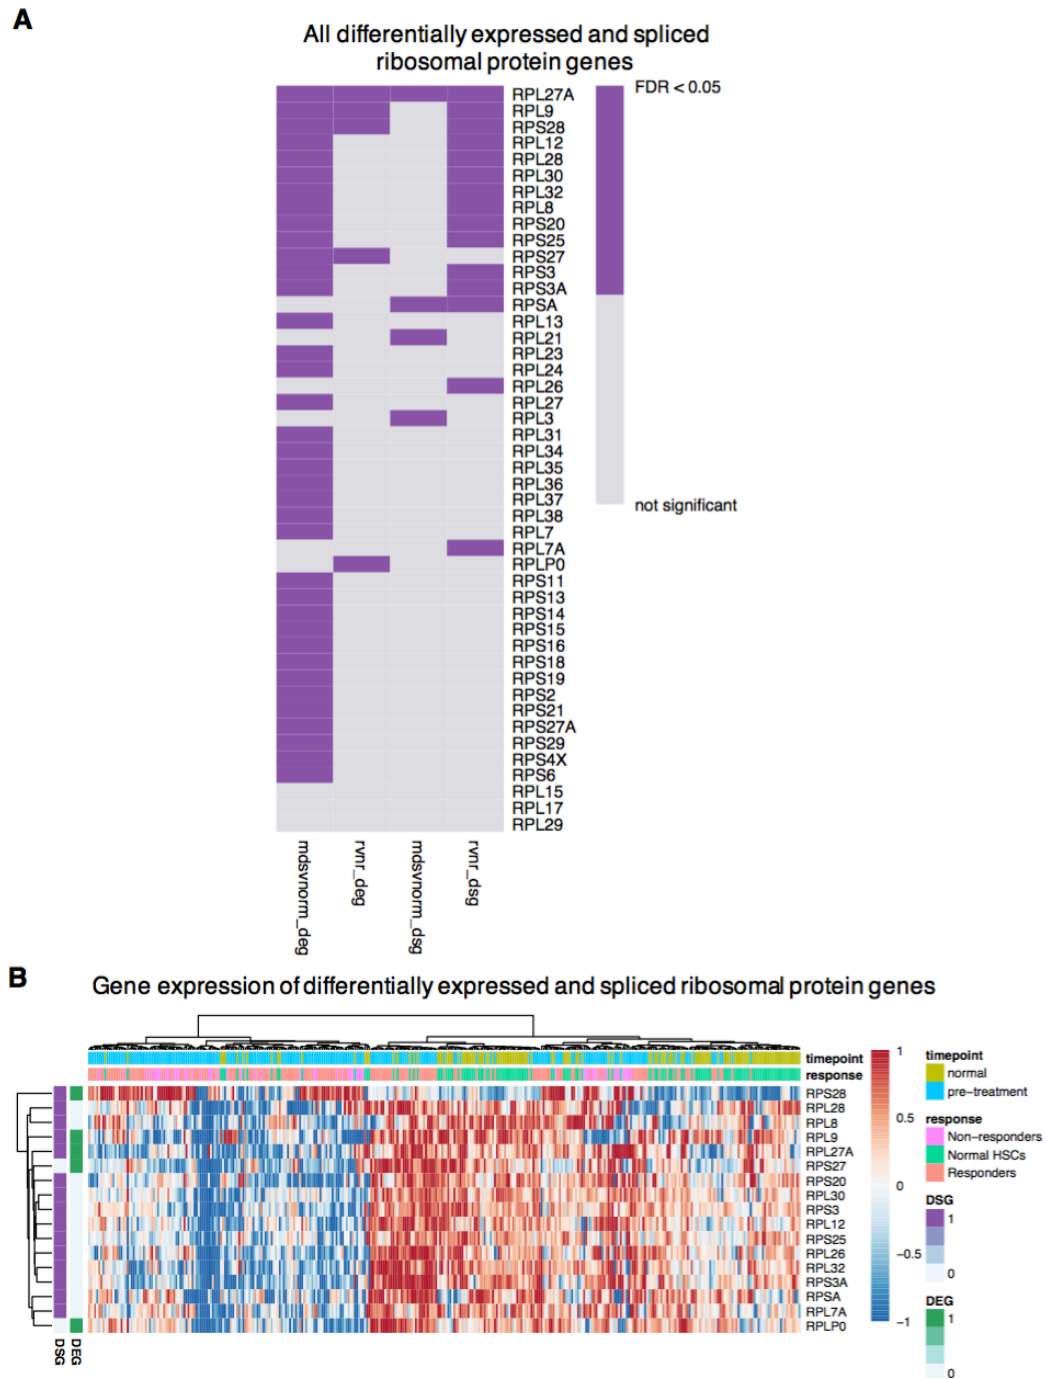 A
All differentially expressed and spliced
ribosomal protein genes
FDR < 0.05
not significant
RPL27A
RPL9
RPS28
RPL12
RPL28
RPL30
RPL32
RPL8
RPS20
RPS25
RPS27
RPS3
RPS3A
RPSA
RPL13
RPL21
RPL23
RPL24
RPL26
RPL27
RPL3
RPL31
RPL34
RPL35
RPL36
RPL37
RPL38
RPL7
RPL7A
RPLP0
RPS11
RPS13
RPS14
RPS15
RPS16
RPS18
RPS19
RPS2
RPS21
RPS27A
RPS29
RPS4X
RPS6
RPL15
RPL17
RPL29
mdsvnorm_deg
rvnr_deg
mdsvnorm_dsg
rvnr_dsg
B
Gene expression of differentially expressed and spliced ribosomal protein genes
timepoint
response
RPS28
RPL28
RPL8
RPL9
RPL27A
RPS27
RPS20
RPL30
RPS3
RPL12
RPS25
RPL26
RPL32
RPS3A
RPSA
RPL7A
RPLP0
DSG
DEG
1
0.5
0
−0.5
−1
timepoint
normal
pre−treatment
response
Non−responders
Normal HSCs
Responders
DSG
1
0
DEG
1
0